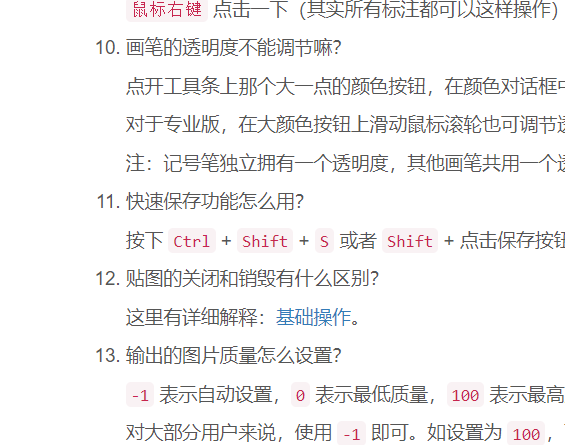 鼠标右键 点击一下（其实所有标注都可以这样操作）
10. 画笔的透明度不能调节嘛？
点开工具条上那个大一点的颜色按钮，在颜色对话框
对于专业版，在大颜色按钮上滑动鼠标滚轮也可调节
注：记号笔独立拥有一个透明度，其他画笔共用一个
11. 快速保存功能怎么用？
按下 Ctrl + Shift + S 或者 Shift + 点击保存按
12. 贴图的关闭和销毁有什么区别？
这里有详细解释：基础操作。
13. 输出的图片质量怎么设置？
-1 表示自动设置，0 表示最低质量，100 表示最高
对大部分用户来说，使用 -1 即可。如设置为 100，